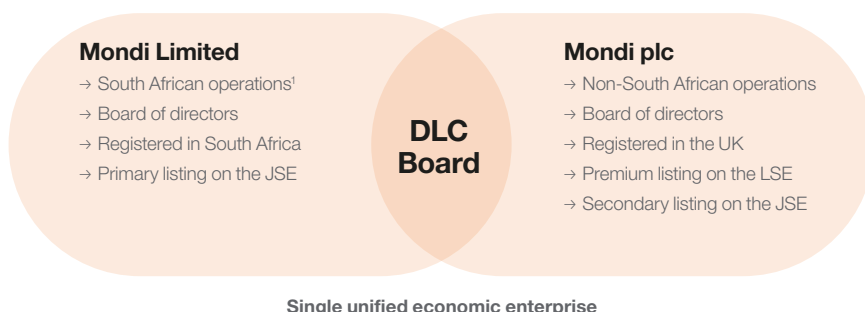 Mondi Limited
→ South African operations¹
→ Board of directors
→ Registered in South Africa
→ Primary listing on the JSE
DLC
Board
Mondi plc
→ Non-South African operations
→ Board of directors
→ Registered in the UK
→ Premium listing on the LSE
→ Secondary listing on the JSE
Single unified economic enterprise